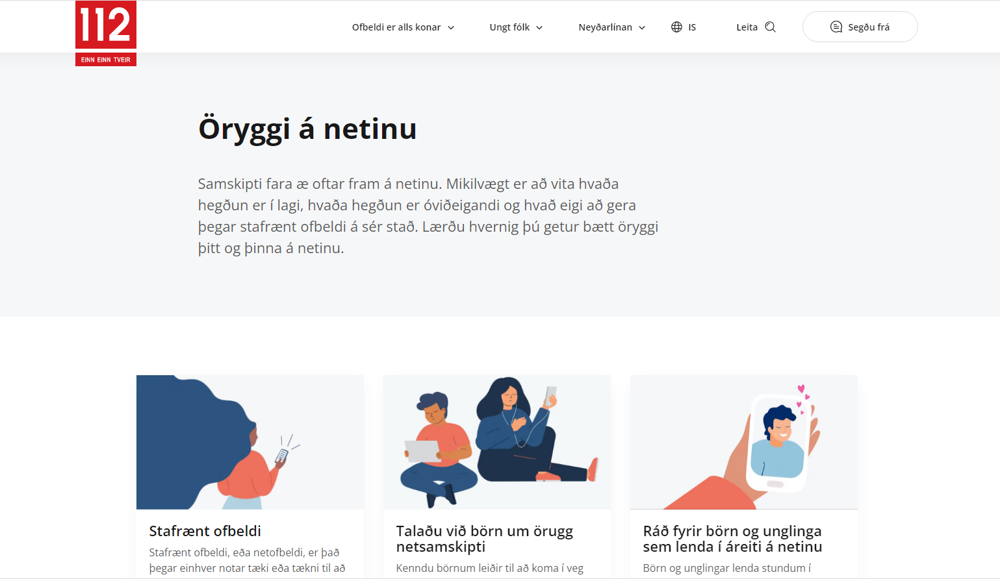 112
EINN EINN TVEIR
Ofbeldi er alls konar
Ungt fólk
Neyðarlínan
IS
Leita
Segðu frá
Öryggi á netinu
Samskipti fara æ oftar fram á netinu. Mikilvægt er að vita hvaða
hegðun er í lagi, hvaða hegðun er óviðeigandi og hvað eigi að gera
þegar stafrænt ofbeldi á sér stað. Lærðu hvernig þú getur bætt öryggi
þitt og þinna á netinu.
Stafrænt ofbeldi
Stafrænt ofbeldi, eða netofbeldi, er það
þegar einhver notar tæki eða tækni til að
Talaðu við börn um örugg
netsamskipti
Kenndu börnum leiðir til að koma í veg
Ráð fyrir börn og unglinga
sem lenda í áreiti á netinu
Börn og unglingar lenda stundum í